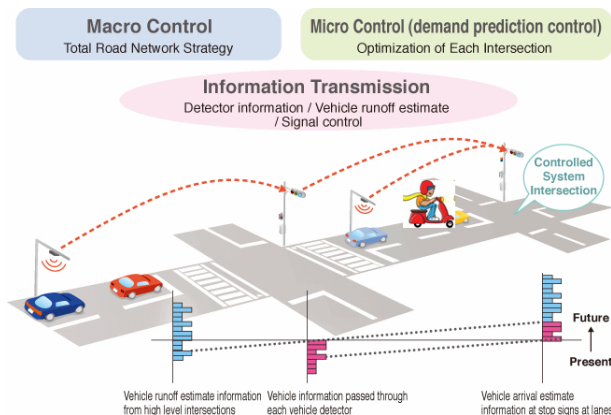 Macro Control
Total Road Network Strategy
Micro Control (demand prediction control)
Optimization of Each Intersection
Information Transmission
Detector information / Vehicle runoff estimate
/ Signal control
Controlled
System
Intersection
Future
Present
Vehicle runoff estimate information
from high level intersections
Vehicle information passed through
each vehicle detector
Vehicle arrival estimate
information at stop signs at lanes